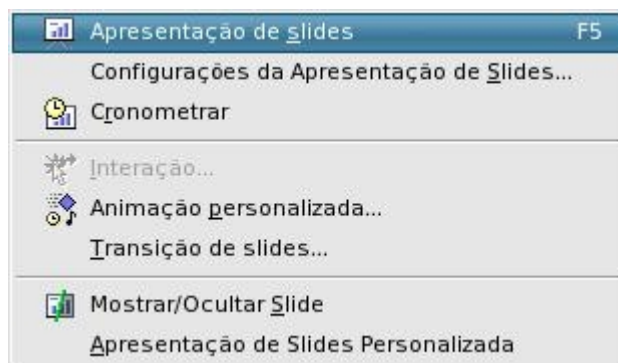 Apresentação de slides F5
Configurações da Apresentação de Slides...
Cronometrar
Interação...
Animação personalizada...
Transição de slides...
Mostrar/Ocultar Slide
Apresentação de Slides Personalizada